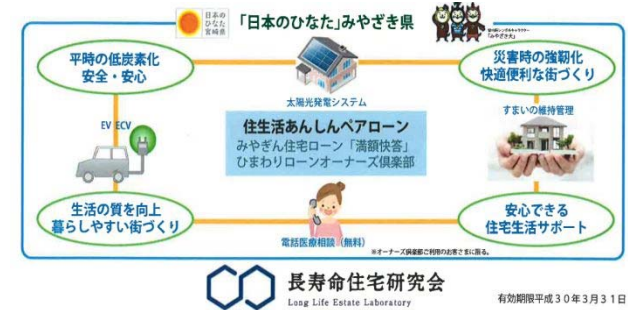 日本の
ひなた
宮崎県
「日本のひなた」みやざき県
「みやざき犬」
平時の低炭素化
安全・安心
災害時の強靭化
快適便利な街づくり
太陽光発電システム
EV ECV
すまいの維持管理
住生活あんしんペアローン
みやぎん住宅ローン「満額快答」
ひまわりローンオーナーズ倶楽部
生活の質を向上
暮らしやすい街づくり
安心できる
住宅生活サポート
電話医療相談(無料)
※オーナーズ倶楽部ご利用のお客さまに限る。
長寿命住宅研究会
Long Life Estate Laboratory
有効期限平成30年3月31日